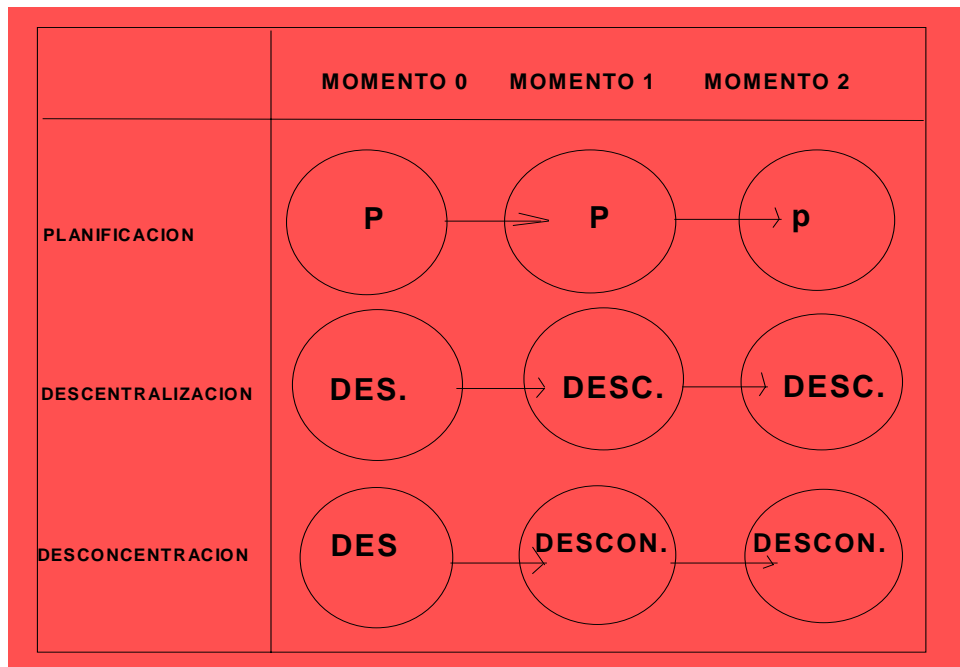 MOMENTO 0 MOMENTO 1 MOMENTO 2
PLANIFICACION P P p
DESCENTRALIZACION DES. DESC. DESC.
DESCONCENTRACION DES DESCON. DESCON.